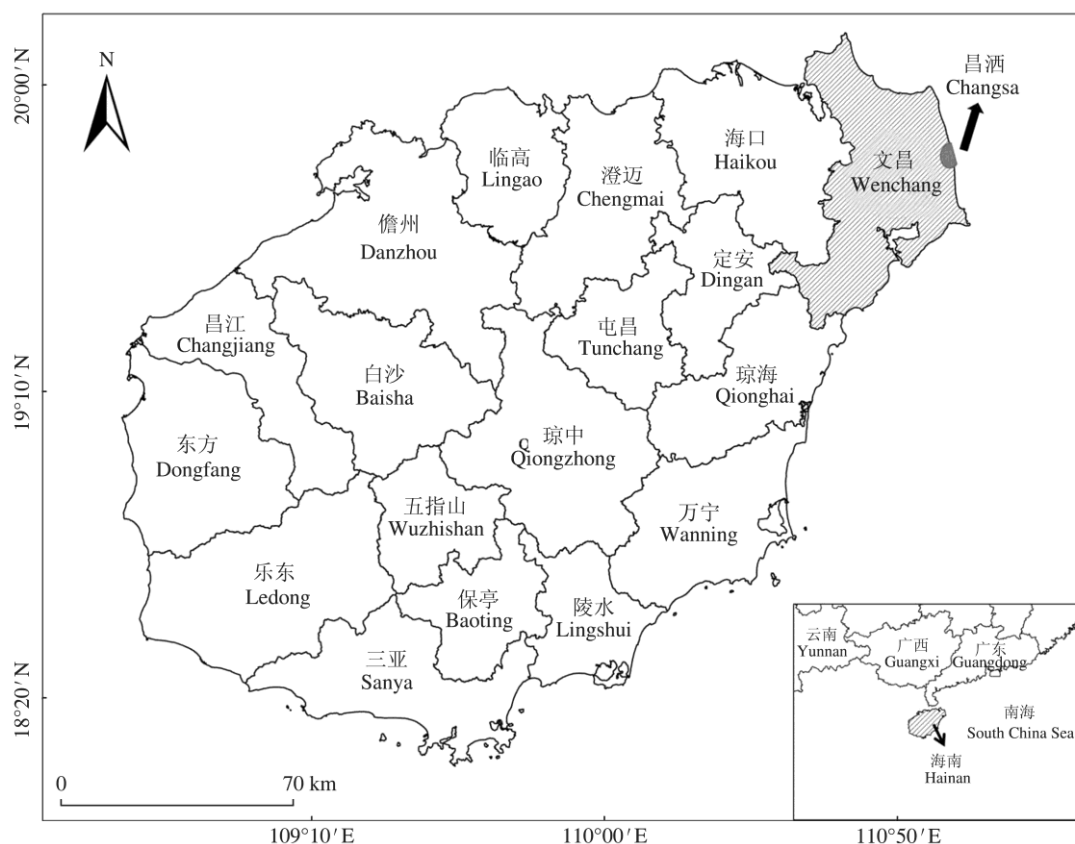 N
20°00′N
19°10′N
18°20′N
昌洒
Changsa
海口
Haikou
文昌
Wenchang
临高
Lingao
澄迈
Chengmai
儋州
Danzhou
定安
Dingan
昌江
Changjiang
屯昌
Tunchang
白沙
Baisha
琼海
Qionghai
东方
Dongfang
琼中
Q
Qiongzhong
五指山
Wuzhishan
万宁
Wanning
乐东
Ledong
保亭
Baoting
陵水
Lingshui
三亚
Sanya
云南
Yunnan
广西
Guangxi
广东
Guangdong
南海
South China Sea
海南
Hainan
0 70 km
109°10′E 110°00′E 110°50′E